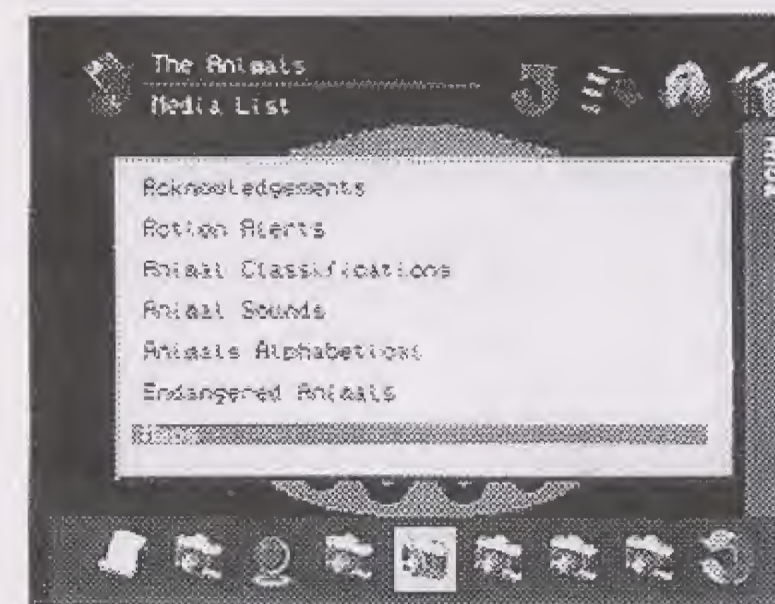 The Animals
Media List
Acknowledgements
Action Alerts
Animal Classifications
Animal Sounds
Animals Alphabetical
Endangered Animals